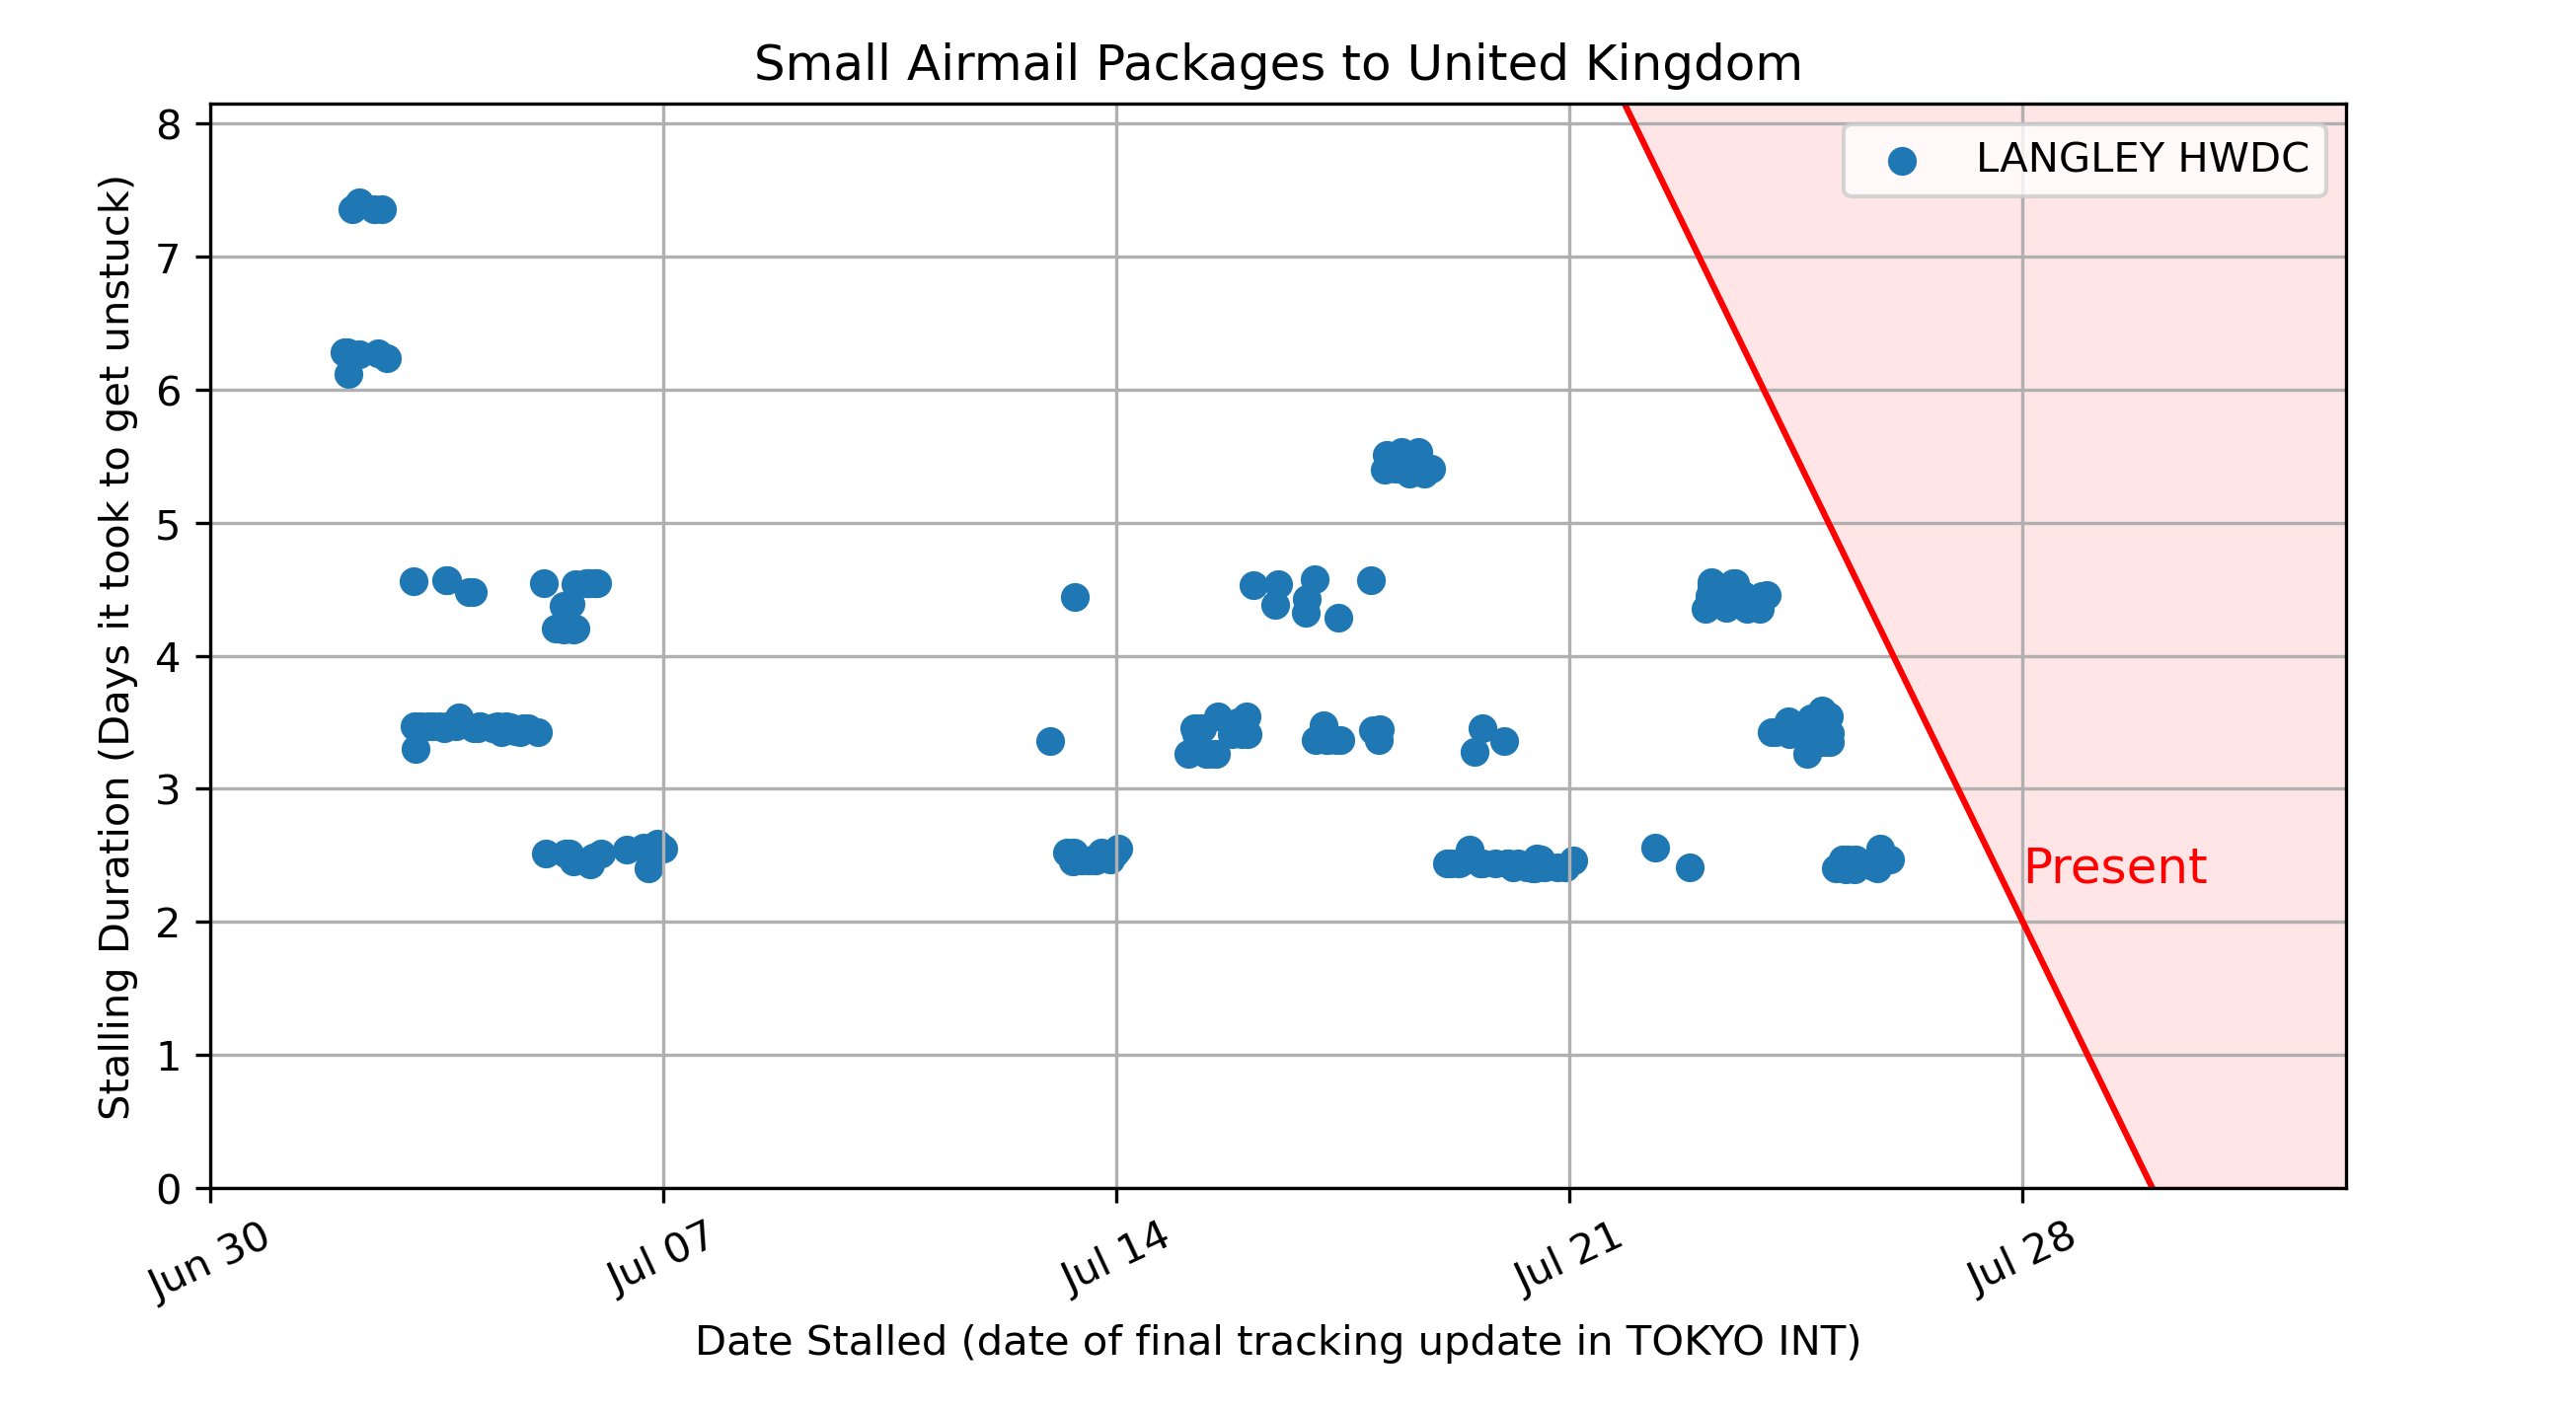 Small Airmail Packages to United Kingdom
Stalling Duration (Days it took to get unstuck)
8
7
6
5
4
3
2
1
0
LANGLEY HWDC
Present
Jun 30
Jul 07
Jul 14
Jul 21
Jul 28
Date Stalled (date of final tracking update in TOKYO INT)